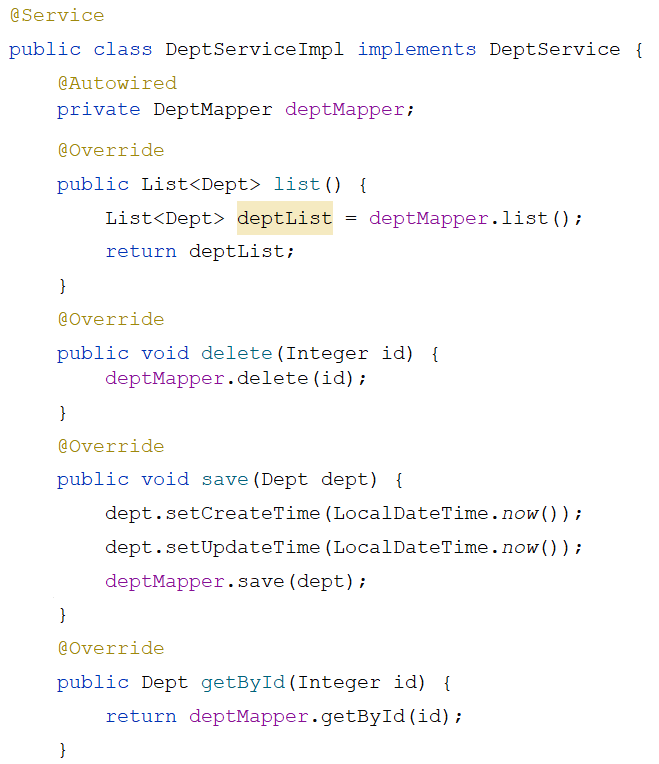 @Service
public class DeptServiceImpl implements DeptService {
@Autowired
private DeptMapper deptMapper;
@Override
public List<Dept> list() {
List<Dept> deptList = deptMapper.list();
return deptList;
}
@Override
public void delete(Integer id) {
deptMapper.delete(id);
}
@Override
public void save(Dept dept) {
dept.setCreateTime(LocalDateTime.now());
dept.setUpdateTime(LocalDateTime.now());
deptMapper.save(dept);
}
@Override
public Dept getById(Integer id) {
return deptMapper.getById(id);
}